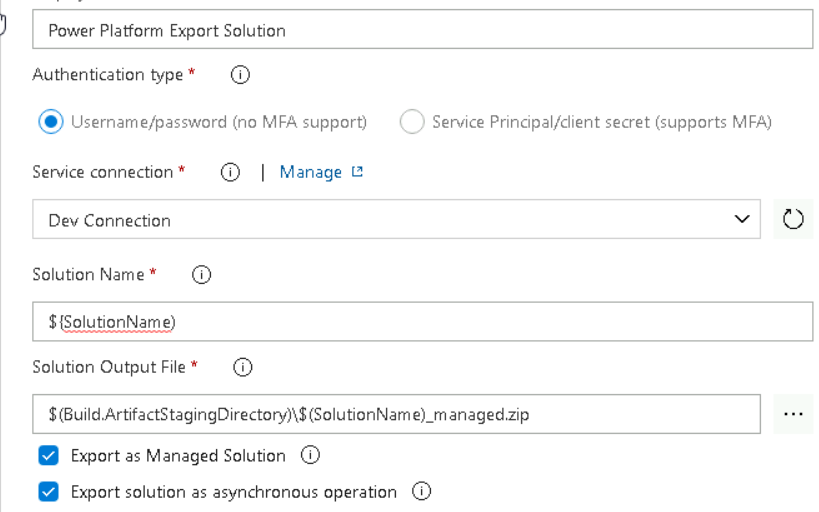 Power Platform Export Solution
Authentication type *
Username/password (no MFA support) Service Principal/client secret (supports MFA)
Service connection * | Manage
Dev Connection
Solution Name *
${SolutionName)
Solution Output File *
$(Build.ArtifactStagingDirectory)\$(SolutionName)_managed.zip
Export as Managed Solution
Export solution as asynchronous operation